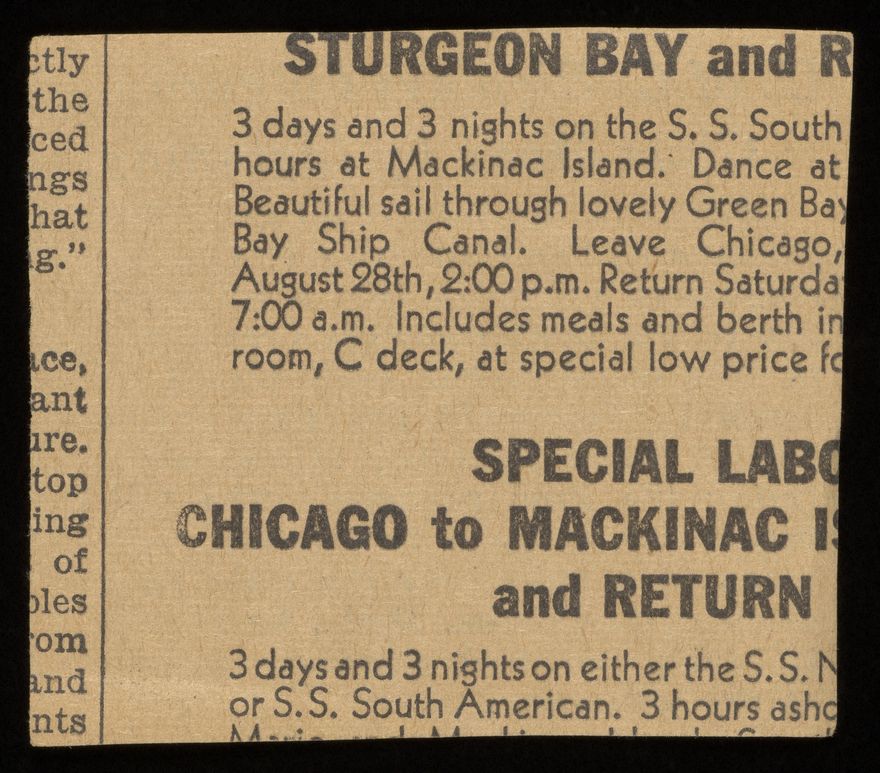 ctly
the
ced
ngs
hat
g.”
ace,
ant
ure.
top
ing
of
ples
rom
and
nts
STURGEON BAY and R
3 days and 3 nights on the S. S. South
hours at Mackinac Island. Dance at
Beautiful sail through lovely Green Bay
Bay Ship Canal. Leave Chicago,
August 28th, 2:00 p.m. Return Saturda
7:00 a.m. Includes meals and berth in
room, C deck, at special low price fo
SPECIAL LABO
CHICAGO to MACKINAC IS
and RETURN
3 days and 3 nights on either the S.S. N
or S.S. South American. 3 hours asho